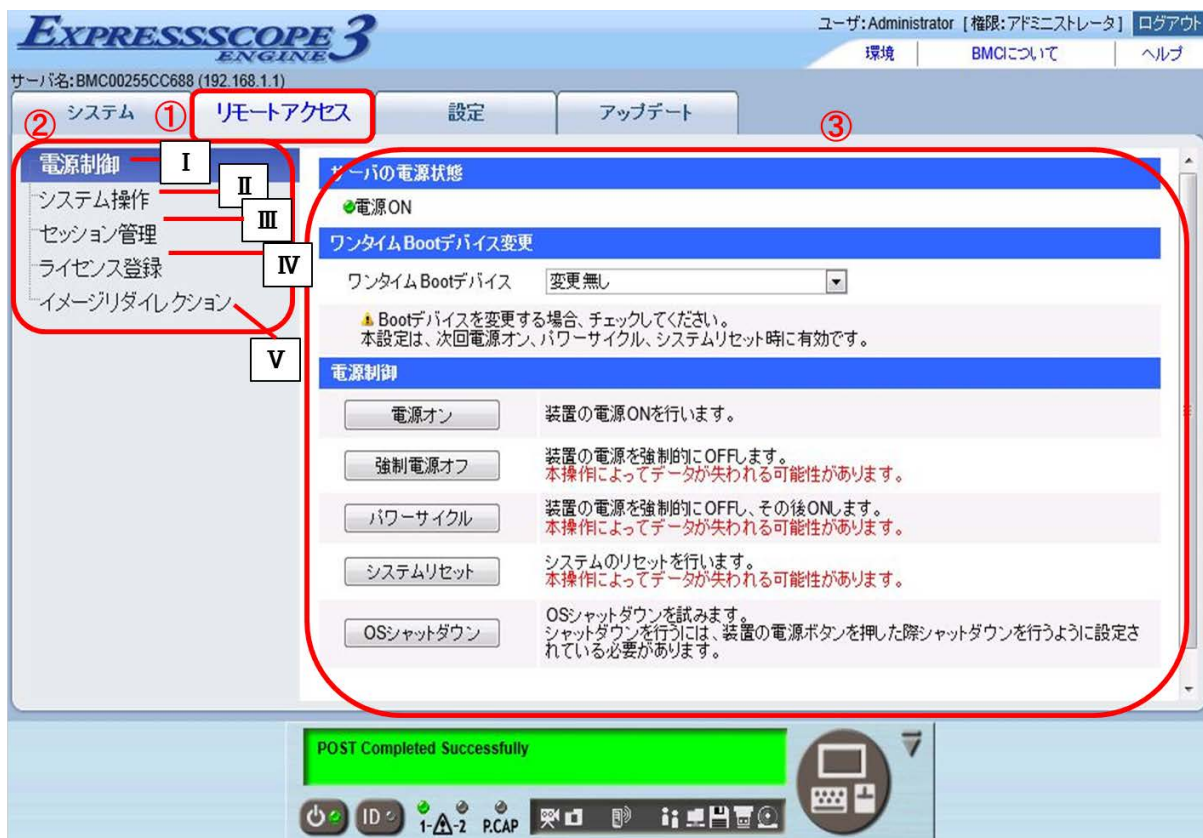 EXPRESSSCOPE 3
ENGINE
ユーザ:Administrator [権限:アドミニストレータ] ログアウト
環境 BMCについて ヘルプ
サーバ名:BMC00255CC688 (192.168.1.1)
② システム ① リモートアクセス 設定 アップデート ③
電源制御 Ⅰ
システム操作 Ⅱ
セッション管理 Ⅲ
ライセンス登録 Ⅳ
イメージリダイレクション
Ⅴ
サーバの電源状態
電源ON
ワンタイムBootデバイス変更
ワンタイムBootデバイス 変更無し
Bootデバイスを変更する場合、チェックしてください。
本設定は、次回電源オン、パワーサイクル、システムリセット時に有効です。
電源制御
電源オン 装置の電源ONを行います。
強制電源オフ 装置の電源を強制的にOFFします。
本操作によってデータが失われる可能性があります。
パワーサイクル 装置の電源を強制的にOFFし、その後ONします。
本操作によってデータが失われる可能性があります。
システムリセット システムのリセットを行います。
本操作によってデータが失われる可能性があります。
OSシャットダウン OSシャットダウンを試みます。
シャットダウンを行うには、装置の電源ボタンを押した際シャットダウンを行うように設定さ
れている必要があります。
POST Completed Successfully
ID 1-2 P.CAP